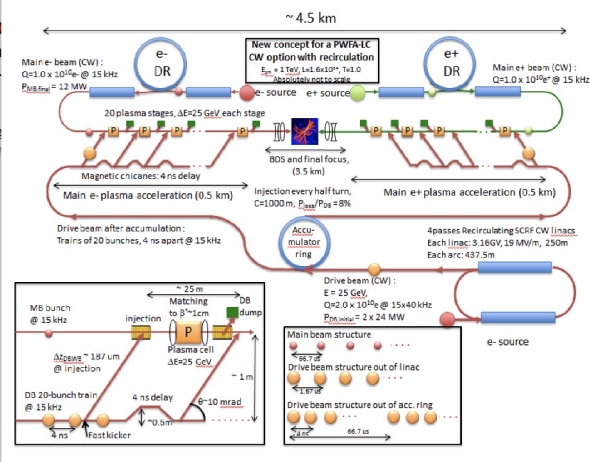 ~ 4.5 km
New concept for a PWFA-LC
CW option with recirculation
= 1 TeV, L=1.6x10³⁴, T=1.0
Absolutely not to scale
e-
DR
e+
DR
Main e- beam (CW) :
Q=1.0 x 10¹⁰e- @ 15 kHz
P_MB,final = 12 MW
Main e+ beam (CW) :
Q=1.0 x 10¹⁰e⁺ @ 15 kHz
e- source
e+ source
20 plasma stages, ΔE=25 GeV each stage
P
P
P
P
P
P
P
P
P
P
BDS and final focus,
(3.5 km)
Magnetic chicanes: 4 ns delay
Main e- plasma acceleration (0.5 km)
Main e+ plasma acceleration (0.5 km)
Injection every half turn,
C=1000 m, P_loss/P_DB = 8%
Drive beam after accumulation :
Trains of 20 bunches, 4 ns apart @ 15 kHz
Accu-
mulator
ring
4passes Recirculating SCRF CW linacs
Each linac: 3.16GV, 19 MV/m, 250m
Each arc: 437.5m
Drive beam (CW) :
E = 25 GeV,
Q=2.0 x 10¹⁰e @ 15x40 kHz
P_DB,initial = 2 x 24 MW
e- source
~ 25 m
Matching
to β*~1cm
DB
dump
MB bunch
@ 15 kHz
injection
P
Plasma cell
ΔE=25 GeV
Δz_DBWB ~ 187 um
@ injection
~ 1 m
DB 20-bunch train
@ 15 kHz
4 ns delay
θ~10 mrad
~0.6m
4 ns
Fast kicker
Main beam structure
66.7 us
Drive beam structure out of linac
1.67 us
Drive beam structure out of acc. ring
4 ns
66.7 us